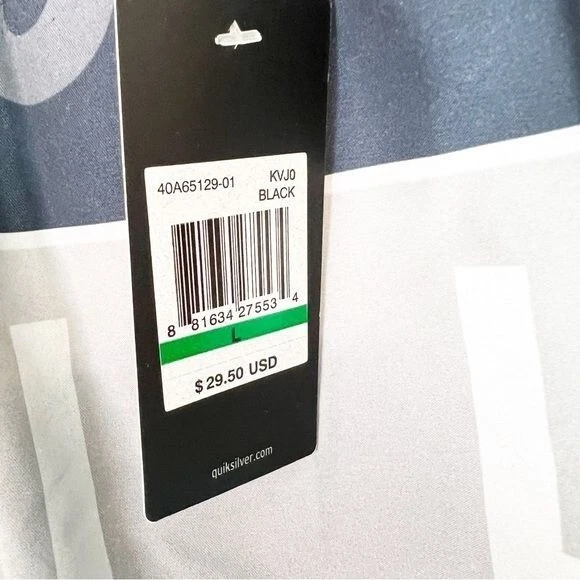 40A65129-01 KVJ0
BLACK
8 81634 27553 4
L
$29.50 USD
quiksilver.com